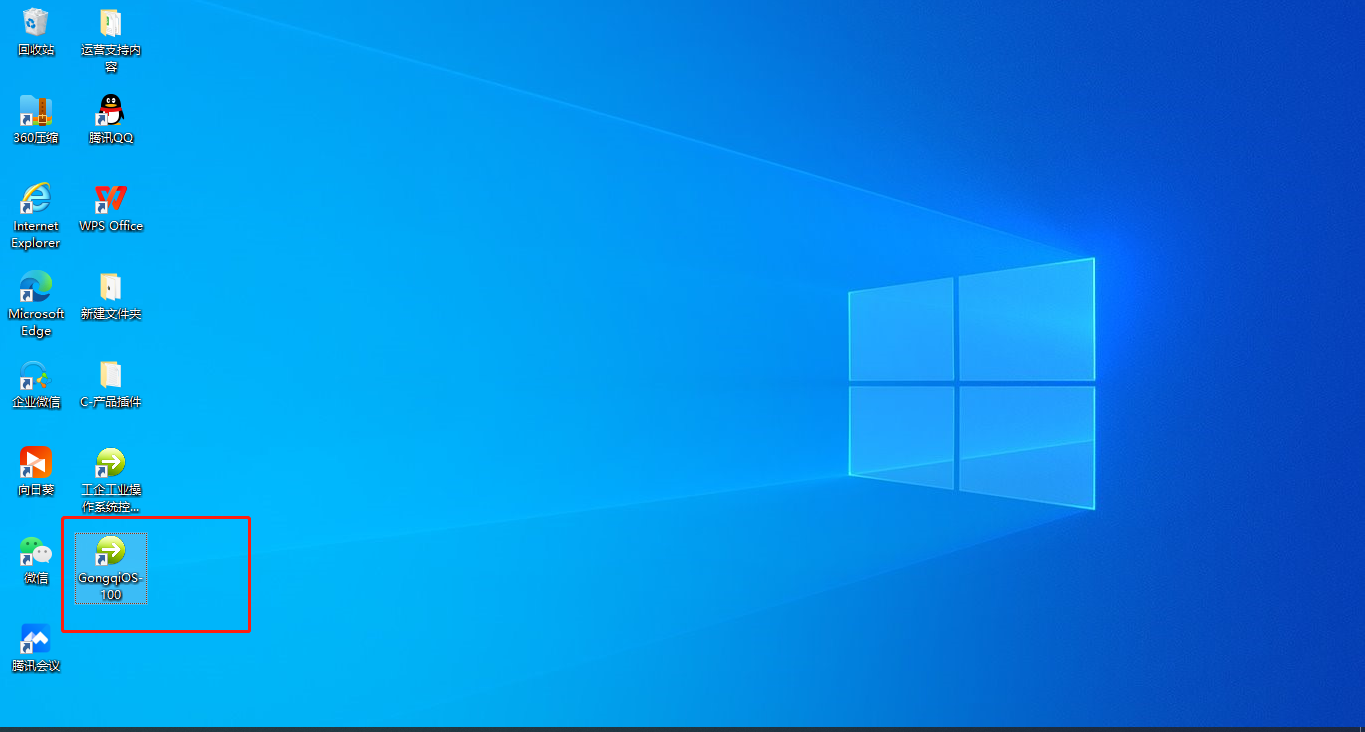 回收站
运营支持内
容
360压缩
腾讯QQ
Internet
Explorer
WPS Office
Microsoft
Edge
新建文件夹
企业微信
C-产品插件
向日葵
工企工业操
作系统控...
微信
GongqiOS-
100
腾讯会议